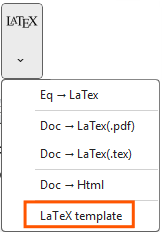 LATEX
Eq → LaTex
Doc → LaTex(.pdf)
Doc → LaTex(.tex)
Doc → Html
LaTeX template